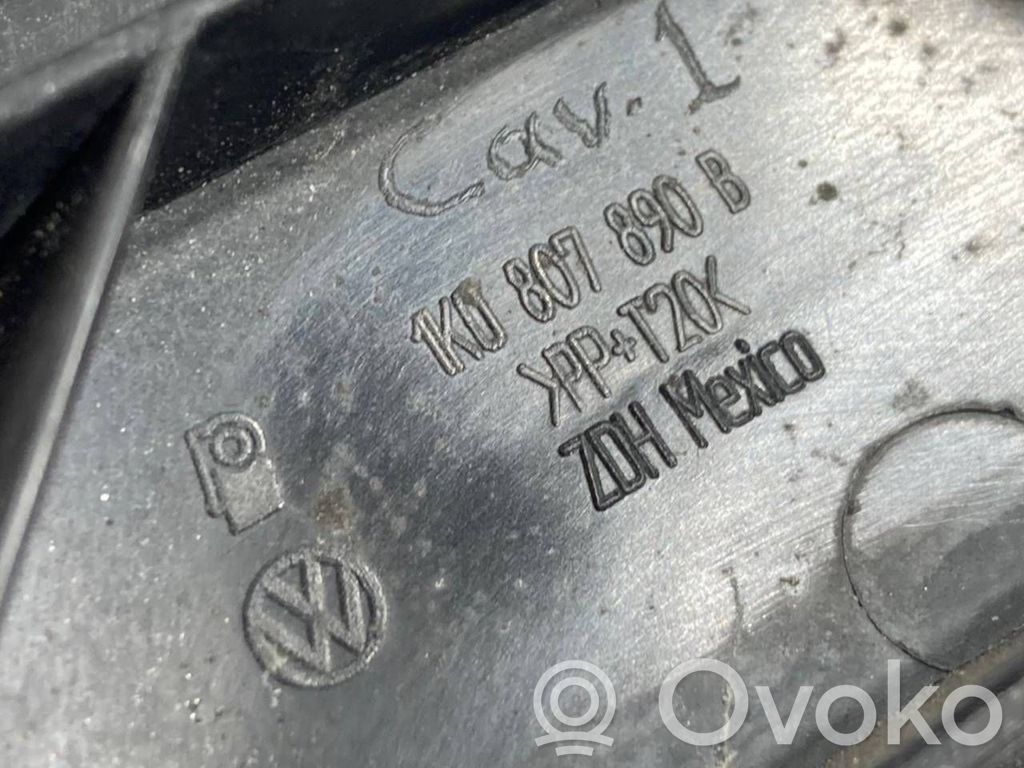 Cav. 1
1K0 807 890 B
>PP+T20<
ZDH Mexico
Ovoko